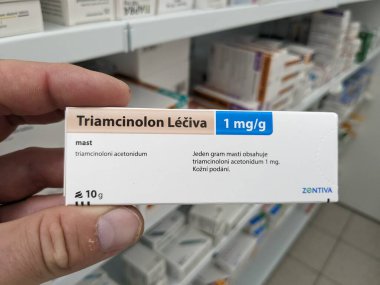 Triamcinolon Léčiva 1 mg/g
mast
triamcinoloni acetonidum
Jeden gram masti obsahuje
triamcinoloni acetonidum 1 mg.
Kožní podání.
10 g
ZENTIVA